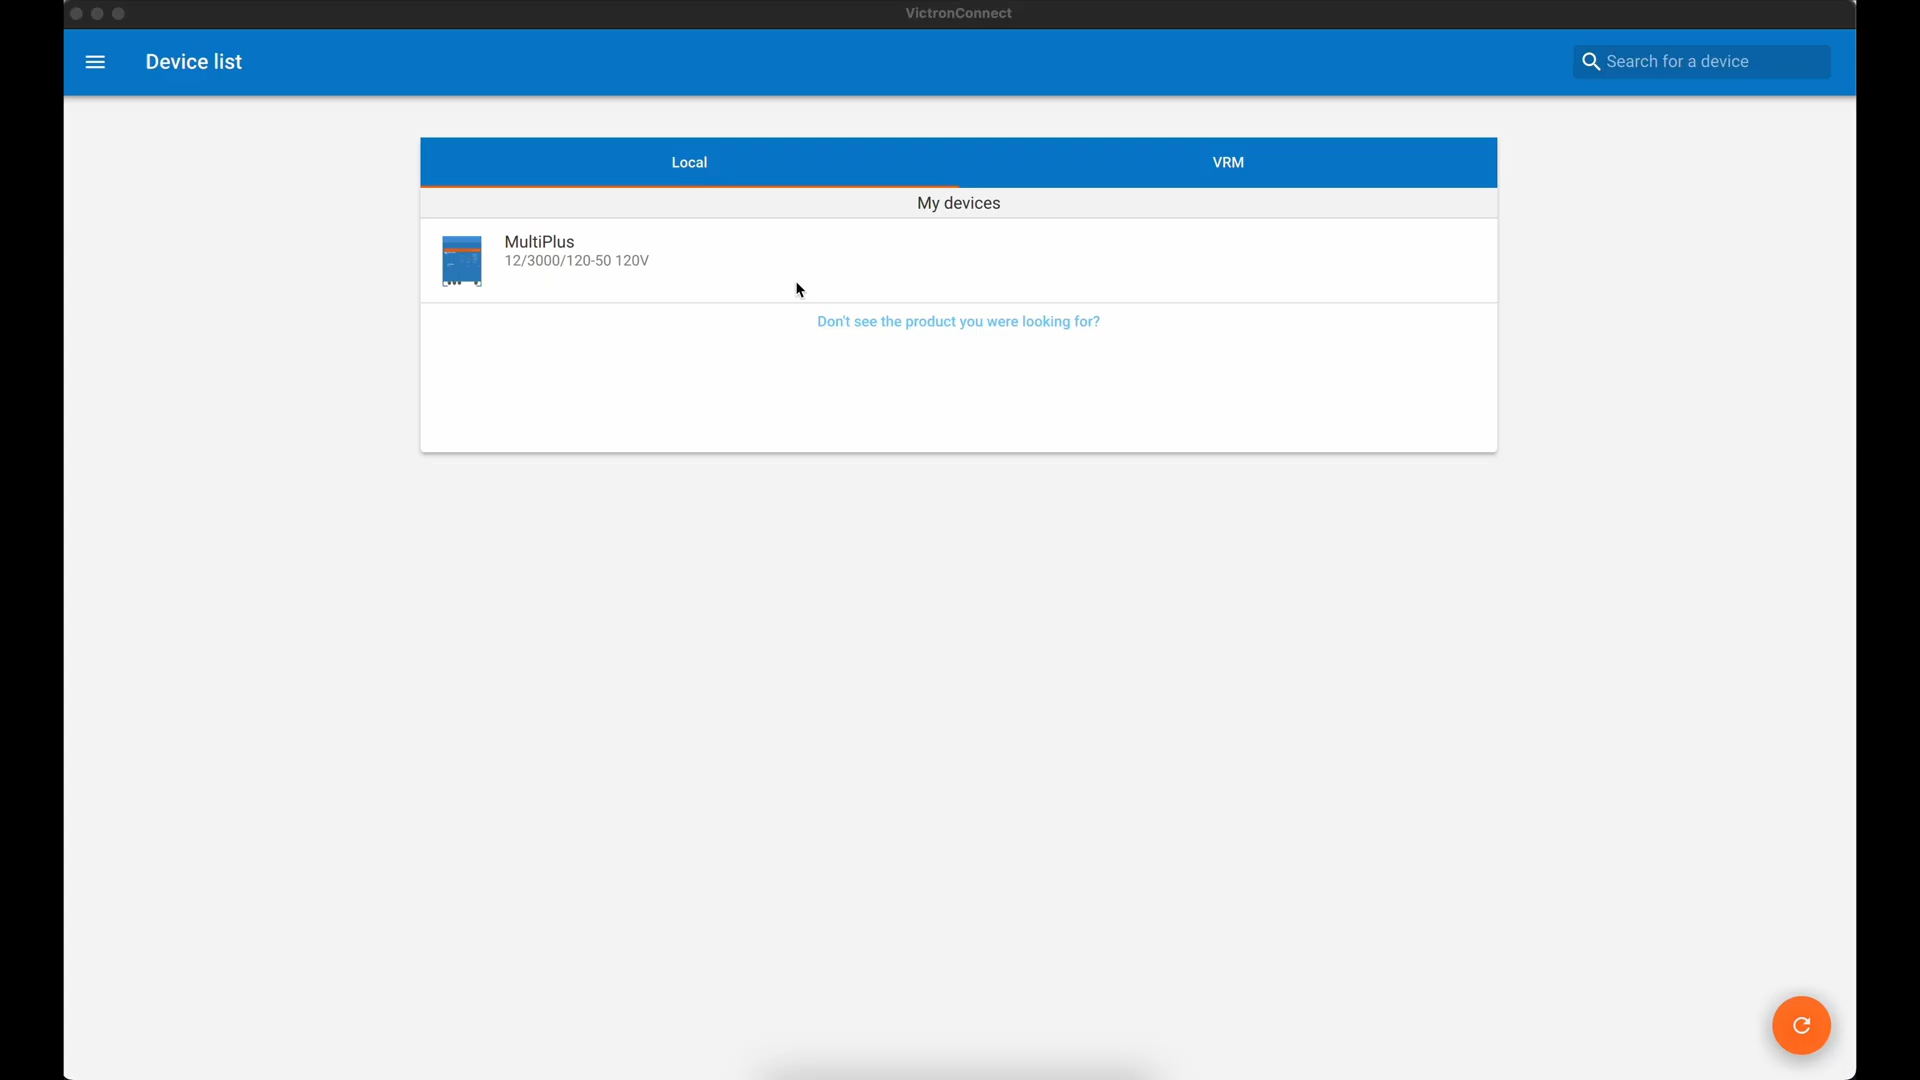 VictronConnect
Device list
Search for a device
Local
VRM
My devices
MultiPlus
12/3000/120-50 120V
Don't see the product you were looking for?